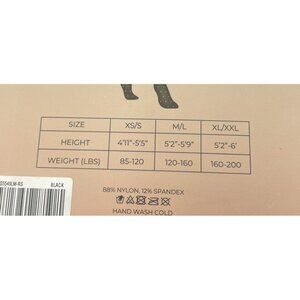 SIZE XS/S M/L XL/XXL
HEIGHT 4'11"-5'5" 5'2"-5'9" 5'2"-6'
WEIGHT (LBS) 85-120 120-160 160-200
BLACK
88% NYLON, 12% SPANDEX
HAND WASH COLD